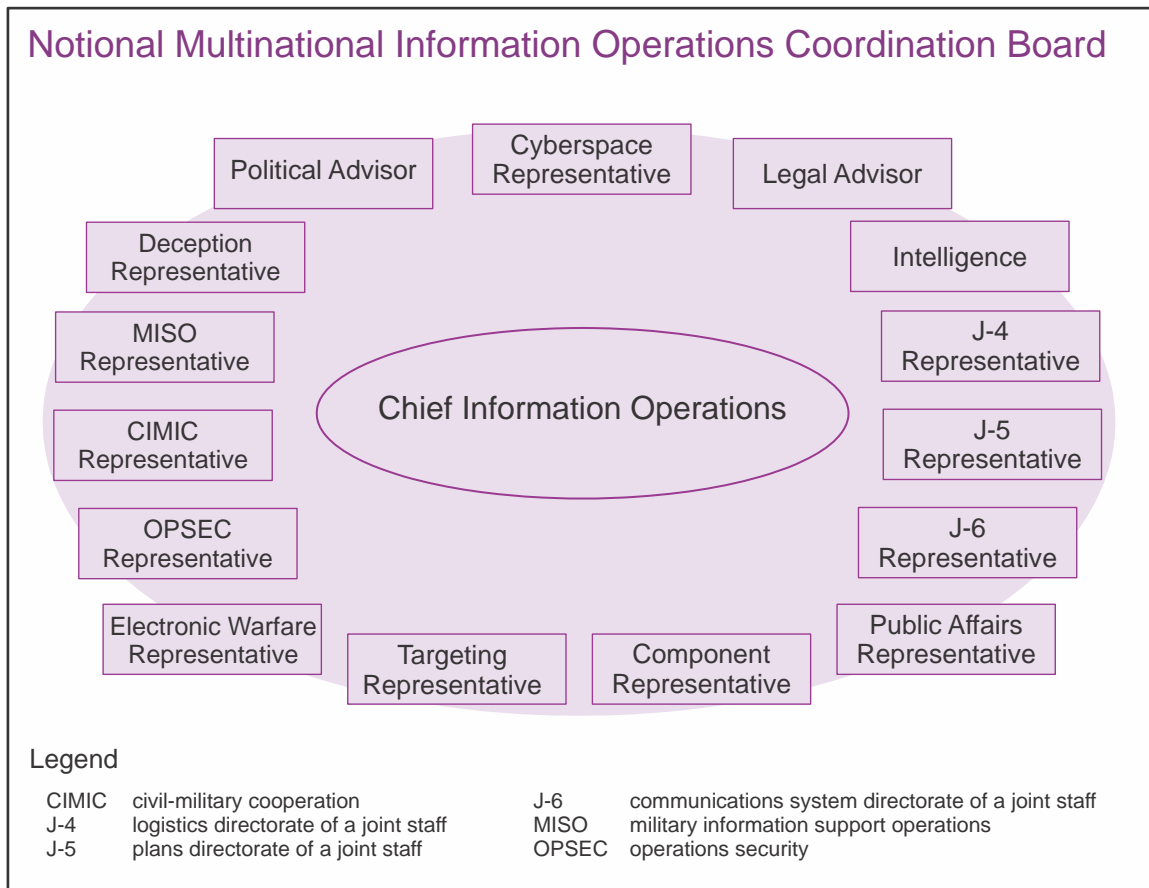 Notional Multinational Information Operations Coordination Board
Political Advisor
Cyberspace
Representative
Legal Advisor
Deception
Representative
Intelligence
MISO
Representative
J-4
Representative
Chief Information Operations
CIMIC
Representative
J-5
Representative
OPSEC
Representative
J-6
Representative
Electronic Warfare
Representative
Targeting
Representative
Component
Representative
Public Affairs
Representative
Legend
CIMIC civil-military cooperation
J-4 logistics directorate of a joint staff
J-5 plans directorate of a joint staff
J-6 communications system directorate of a joint staff
MISO military information support operations
OPSEC operations security